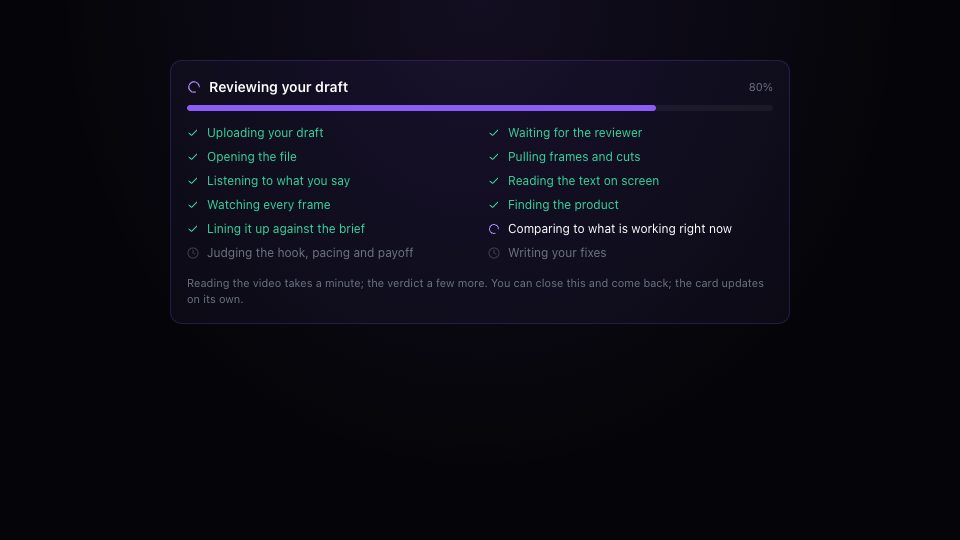 Reviewing your draft
80%
Uploading your draft
Waiting for the reviewer
Opening the file
Pulling frames and cuts
Listening to what you say
Reading the text on screen
Watching every frame
Finding the product
Lining it up against the brief
Comparing to what is working right now
Judging the hook, pacing and payoff
Writing your fixes
Reading the video takes a minute; the verdict a few more. You can close this and come back; the card updates
on its own.